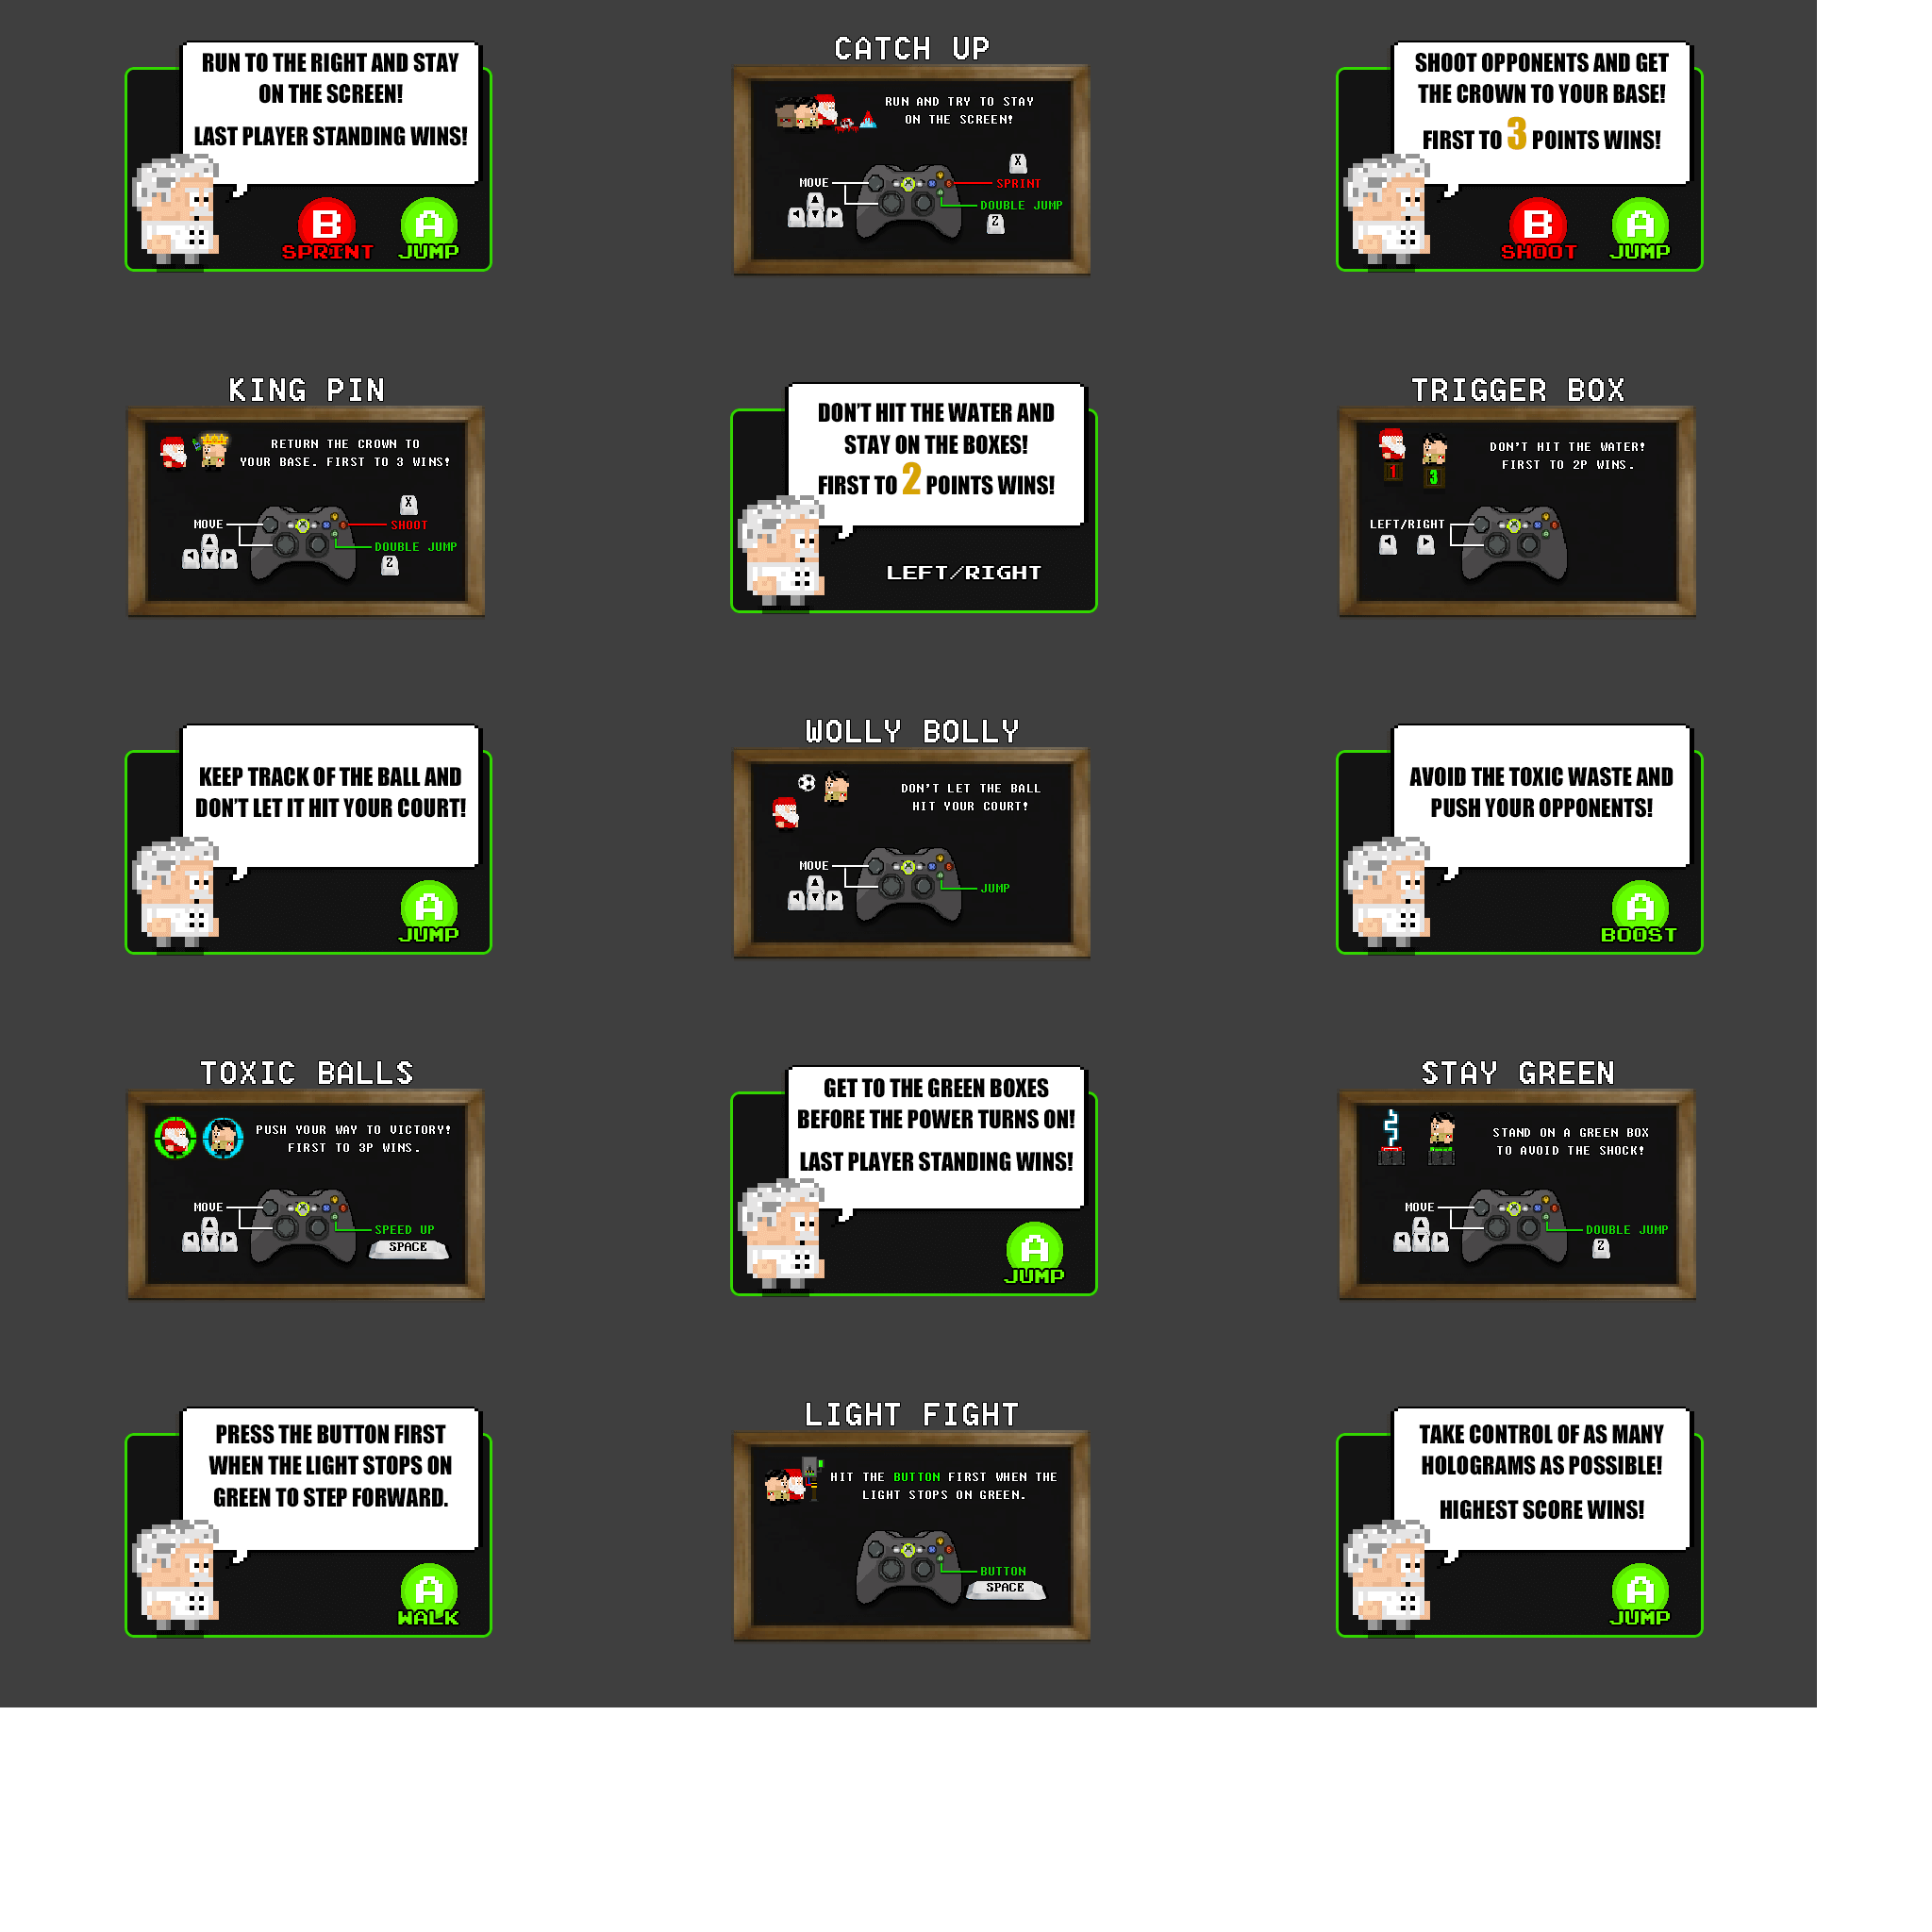 RUN TO THE RIGHT AND STAY
ON THE SCREEN!
LAST PLAYER STANDING WINS!
B
SPRINT
A
JUMP
CATCH UP
RUN AND TRY TO STAY
ON THE SCREEN!
X
MOVE
SPRINT
DOUBLE JUMP
Z
SHOOT OPPONENTS AND GET
THE CROWN TO YOUR BASE!
FIRST TO 3 POINTS WINS!
B
SHOOT
A
JUMP
KING PIN
RETURN THE CROWN TO
YOUR BASE. FIRST TO 3 WINS!
X
MOVE
SHOOT
DOUBLE JUMP
Z
DON'T HIT THE WATER AND
STAY ON THE BOXES!
FIRST TO 2 POINTS WINS!
LEFT/RIGHT
TRIGGER BOX
DON'T HIT THE WATER!
FIRST TO 2P WINS.
1
3
LEFT/RIGHT
KEEP TRACK OF THE BALL AND
DON'T LET IT HIT YOUR COURT!
A
JUMP
WOLLY BOLLY
DON'T LET THE BALL
HIT YOUR COURT!
MOVE
JUMP
AVOID THE TOXIC WASTE AND
PUSH YOUR OPPONENTS!
A
BOOST
TOXIC BALLS
PUSH YOUR WAY TO VICTORY!
FIRST TO 3P WINS.
MOVE
SPEED UP
SPACE
GET TO THE GREEN BOXES
BEFORE THE POWER TURNS ON!
LAST PLAYER STANDING WINS!
A
JUMP
STAY GREEN
STAND ON A GREEN BOX
TO AVOID THE SHOCK!
MOVE
DOUBLE JUMP
Z
PRESS THE BUTTON FIRST
WHEN THE LIGHT STOPS ON
GREEN TO STEP FORWARD.
A
WALK
LIGHT FIGHT
HIT THE BUTTON FIRST WHEN THE
LIGHT STOPS ON GREEN.
BUTTON
SPACE
TAKE CONTROL OF AS MANY
HOLOGRAMS AS POSSIBLE!
HIGHEST SCORE WINS!
A
JUMP